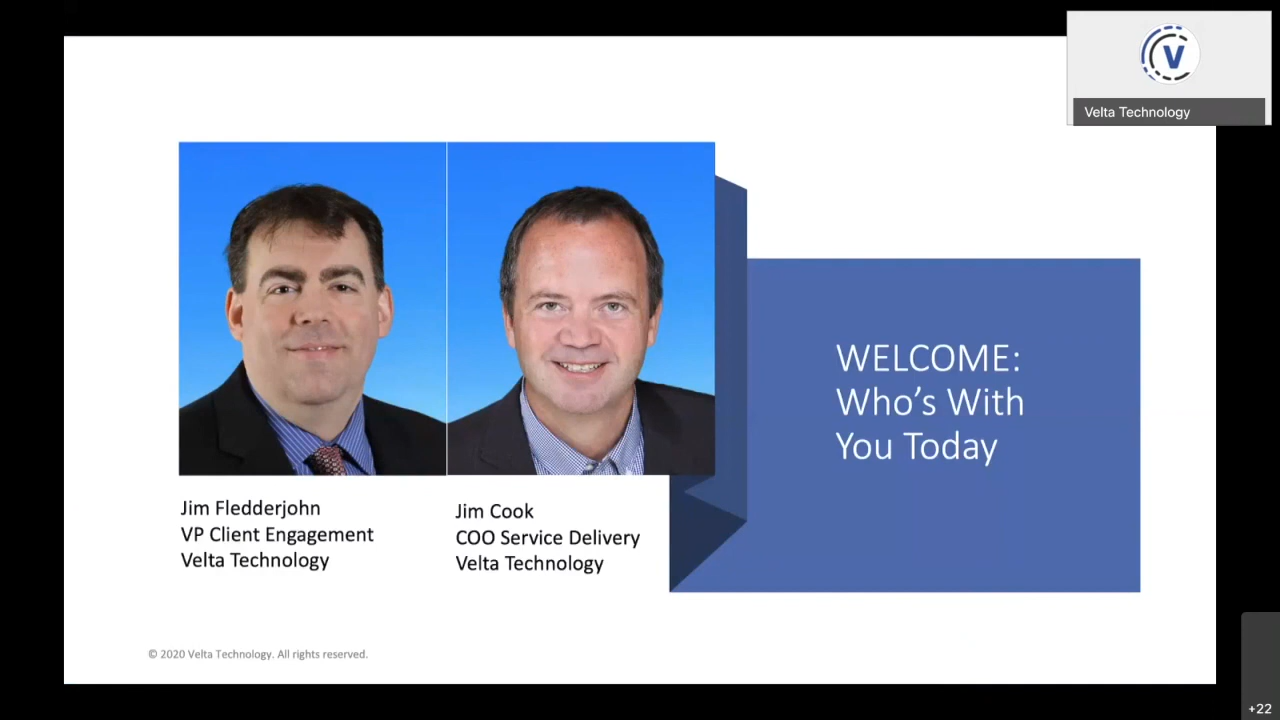 V
Velta Technology
WELCOME:
Who’s With
You Today
Jim Fledderjohn
VP Client Engagement
Velta Technology
Jim Cook
COO Service Delivery
Velta Technology
© 2020 Velta Technology. All rights reserved.
+22